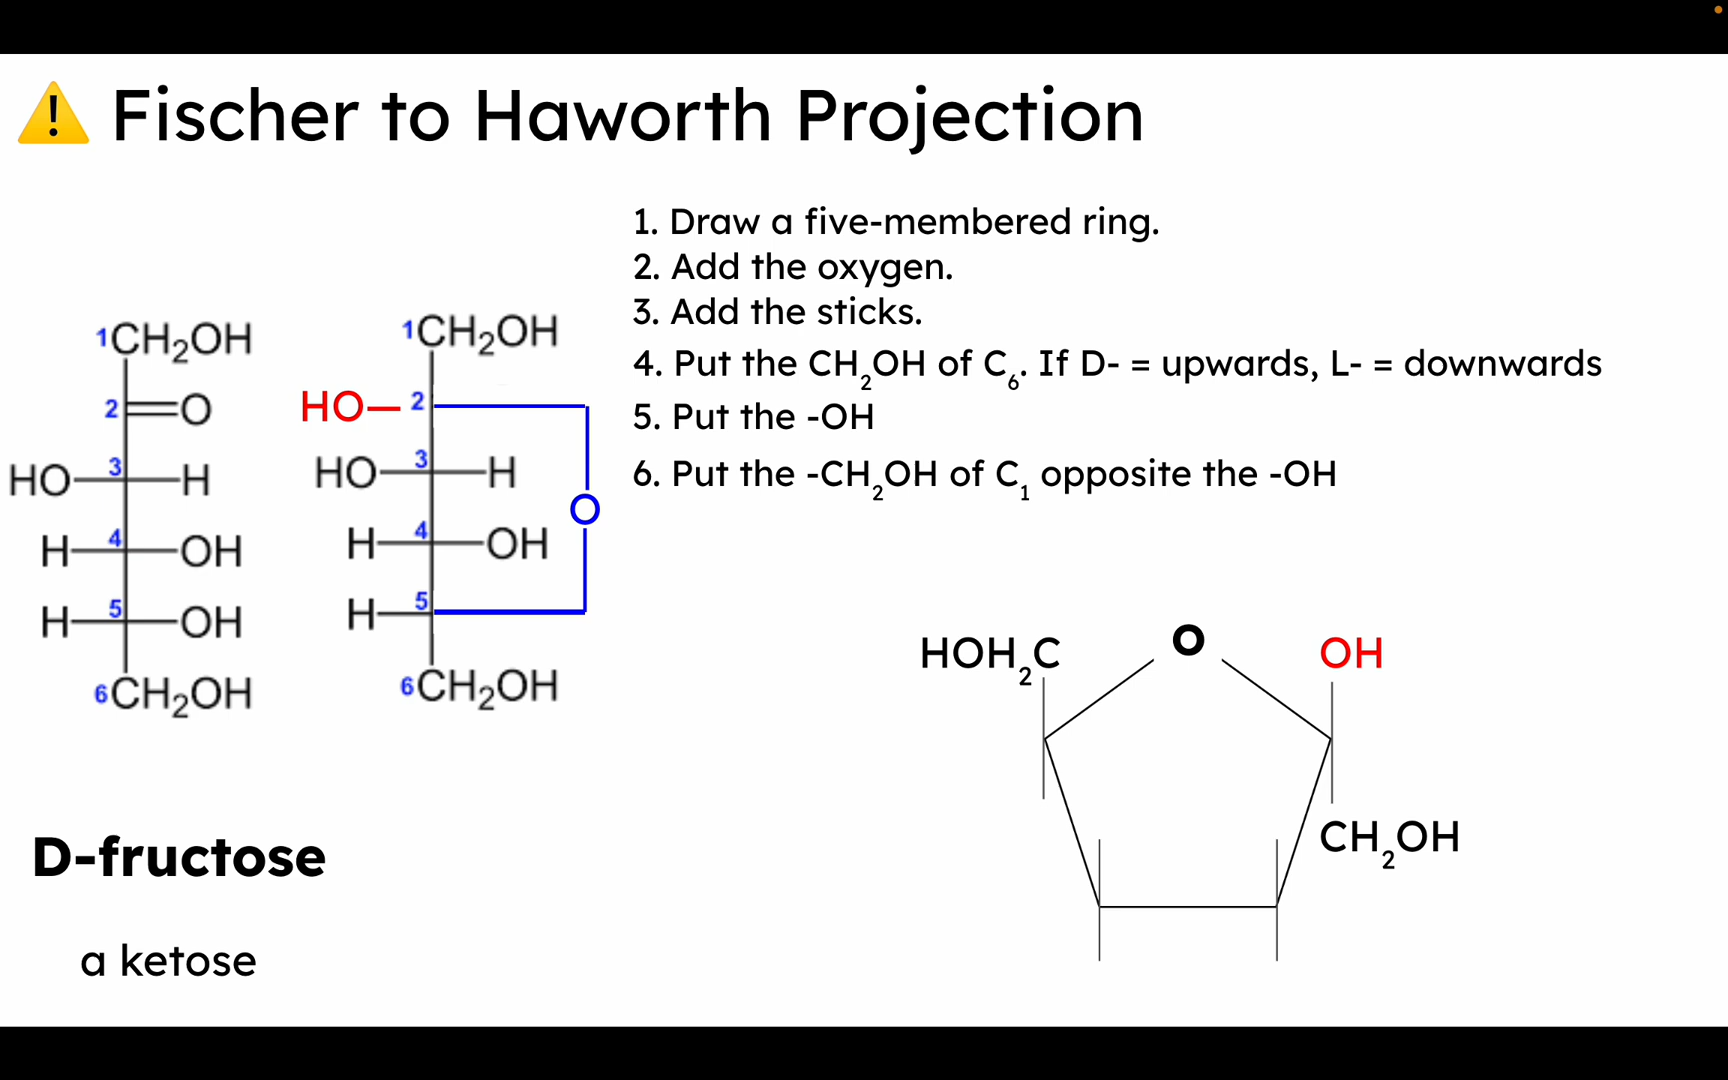 ⚠️ Fischer to Haworth Projection
1. Draw a five-membered ring.
2. Add the oxygen.
3. Add the sticks.
4. Put the CH₂OH of C₆. If D- = upwards, L- = downwards
5. Put the -OH
6. Put the -CH₂OH of C₁ opposite the -OH
1CH₂OH
2 O
HO 3 H
H 4 OH
H 5 OH
6CH₂OH
1CH₂OH
HO 2
HO 3 H
O
H 4 OH
H 5
6CH₂OH
HOH₂C O OH
CH₂OH
D-fructose
a ketose